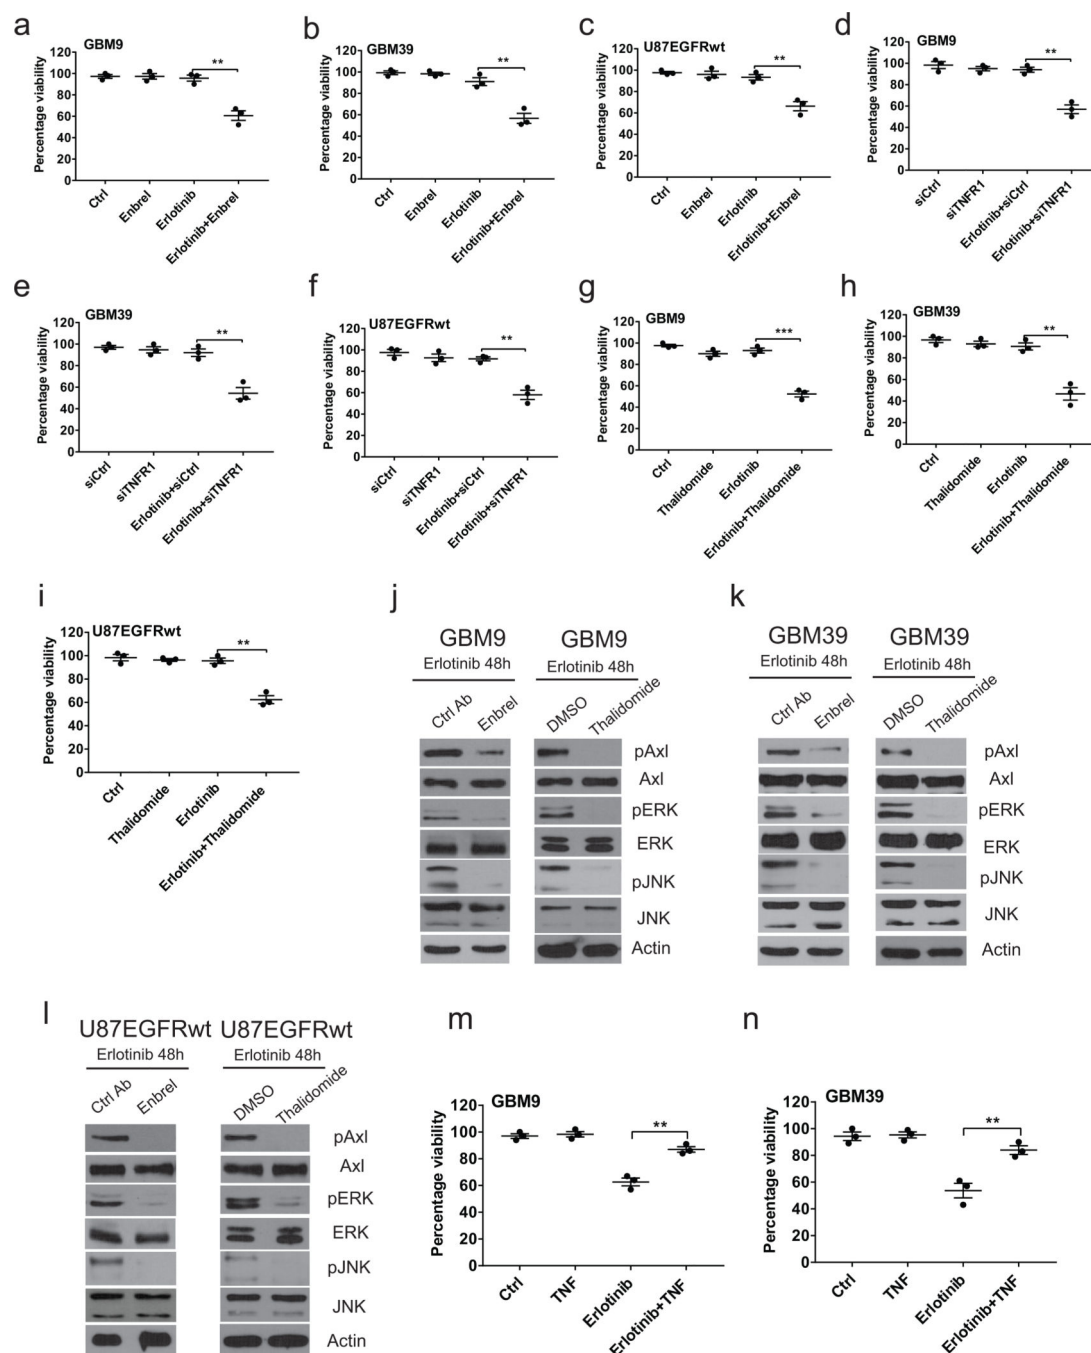 a
GBM9
Percentage viability
120
100
80
60
40
20
0
**
Ctrl
Enbrel
Erlotinib
Erlotinib+Enbrel
b
GBM39
Percentage viability
120
100
80
60
40
20
0
**
Ctrl
Enbrel
Erlotinib
Erlotinib+Enbrel
c
U87EGFRwt
Percentage viability
120
100
80
60
40
20
0
**
Ctrl
Enbrel
Erlotinib
Erlotinib+Enbrel
d
GBM9
Percentage viability
120
100
80
60
40
20
0
**
siCtrl
siTNFR1
Erlotinib+siCtrl
Erlotinib+siTNFR1
e
GBM39
Percentage viability
120
100
80
60
40
20
0
**
siCtrl
siTNFR1
Erlotinib+siCtrl
Erlotinib+siTNFR1
f
U87EGFRwt
Percentage viability
120
100
80
60
40
20
0
**
siCtrl
siTNFR1
Erlotinib+siCtrl
Erlotinib+siTNFR1
g
GBM9
Percentage viability
120
100
80
60
40
20
0
***
Ctrl
Thalidomide
Erlotinib
Erlotinib+Thalidomide
h
GBM39
Percentage viability
120
100
80
60
40
20
0
**
Ctrl
Thalidomide
Erlotinib
Erlotinib+Thalidomide
i
U87EGFRwt
Percentage viability
120
100
80
60
40
20
0
**
Ctrl
Thalidomide
Erlotinib
Erlotinib+Thalidomide
j
GBM9 GBM9
Erlotinib 48h Erlotinib 48h
Ctrl Ab Enbrel DMSO Thalidomide
pAxl
Axl
pERK
ERK
pJNK
JNK
Actin
k
GBM39 GBM39
Erlotinib 48h Erlotinib 48h
Ctrl Ab Enbrel DMSO Thalidomide
pAxl
Axl
pERK
ERK
pJNK
JNK
Actin
l
U87EGFRwt U87EGFRwt
Erlotinib 48h Erlotinib 48h
Ctrl Ab Enbrel DMSO Thalidomide
pAxl
Axl
pERK
ERK
pJNK
JNK
Actin
m
GBM9
Percentage viability
120
100
80
60
40
20
0
**
Ctrl
TNF
Erlotinib
Erlotinib+TNF
n
GBM39
Percentage viability
120
100
80
60
40
20
0
**
Ctrl
TNF
Erlotinib
Erlotinib+TNF